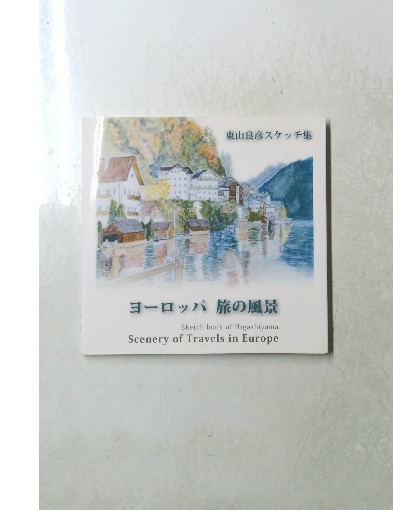 東山良彦スケッチ集
ヨーロッパ 旅の風景
Sketch book of Higashiyama
Scenery of Travels in Europe